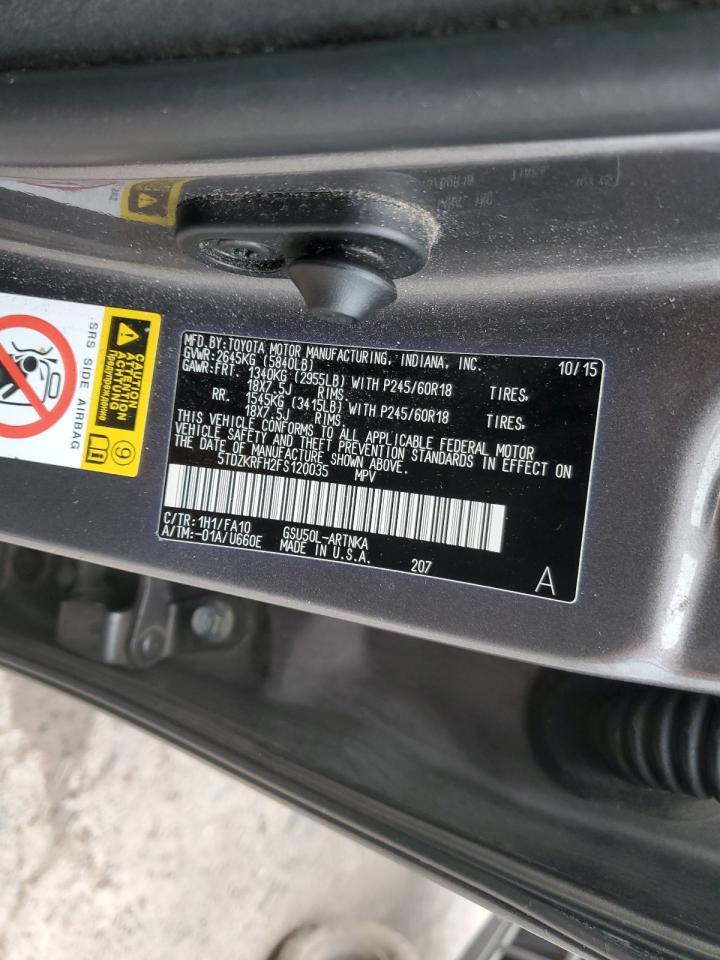 SRS SIDE AIRBAG
CAUTION
ATTENTION
ACHTUNG
Предупреждение
9
MFD.BY:TOYOTA MOTOR MANUFACTURING, INDIANA, INC. 10/15
GVWR:2645KG (5840LB)
GAWR:FRT. 1340KG (2955LB) WITH P245/60R18 TIRES,
18X7.5J RIMS,
RR. 1545KG (3415LB) WITH P245/60R18 TIRES,
18X7.5J RIMS.
THIS VEHICLE CONFORMS TO ALL APPLICABLE FEDERAL MOTOR
VEHICLE SAFETY AND THEFT PREVENTION STANDARDS IN EFFECT ON
THE DATE OF MANUFACTURE SHOWN ABOVE.
5TDZKRFH2FS120035 MPV
C/TR: 1H1/FA10 GSU50L-ARTNKA
A/TM:-01A/U660E MADE IN U.S.A. 207
A